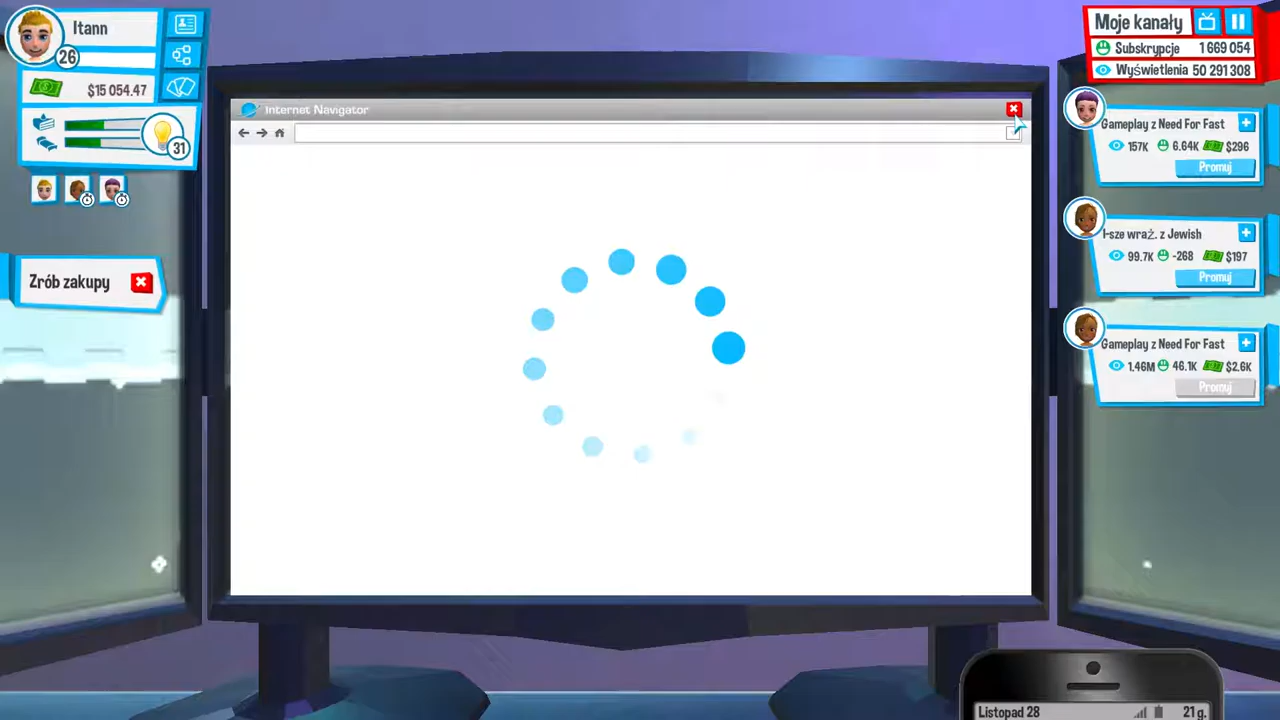 Itann
26
$15 054.47
31
Zrób zakupy
Internet Navigator
Moje kanały
Subskrypcje 1 669 054
Wyświetlenia 50 291 308
Gameplay z Need For Fast
157K 6.64K $296
Promuj
I-sze wraż. z Jewish
99.7K -268 $197
Promuj
Gameplay z Need For Fast
1.46M 46.1K $2.6K
Promuj
Listopad 28
21 g.